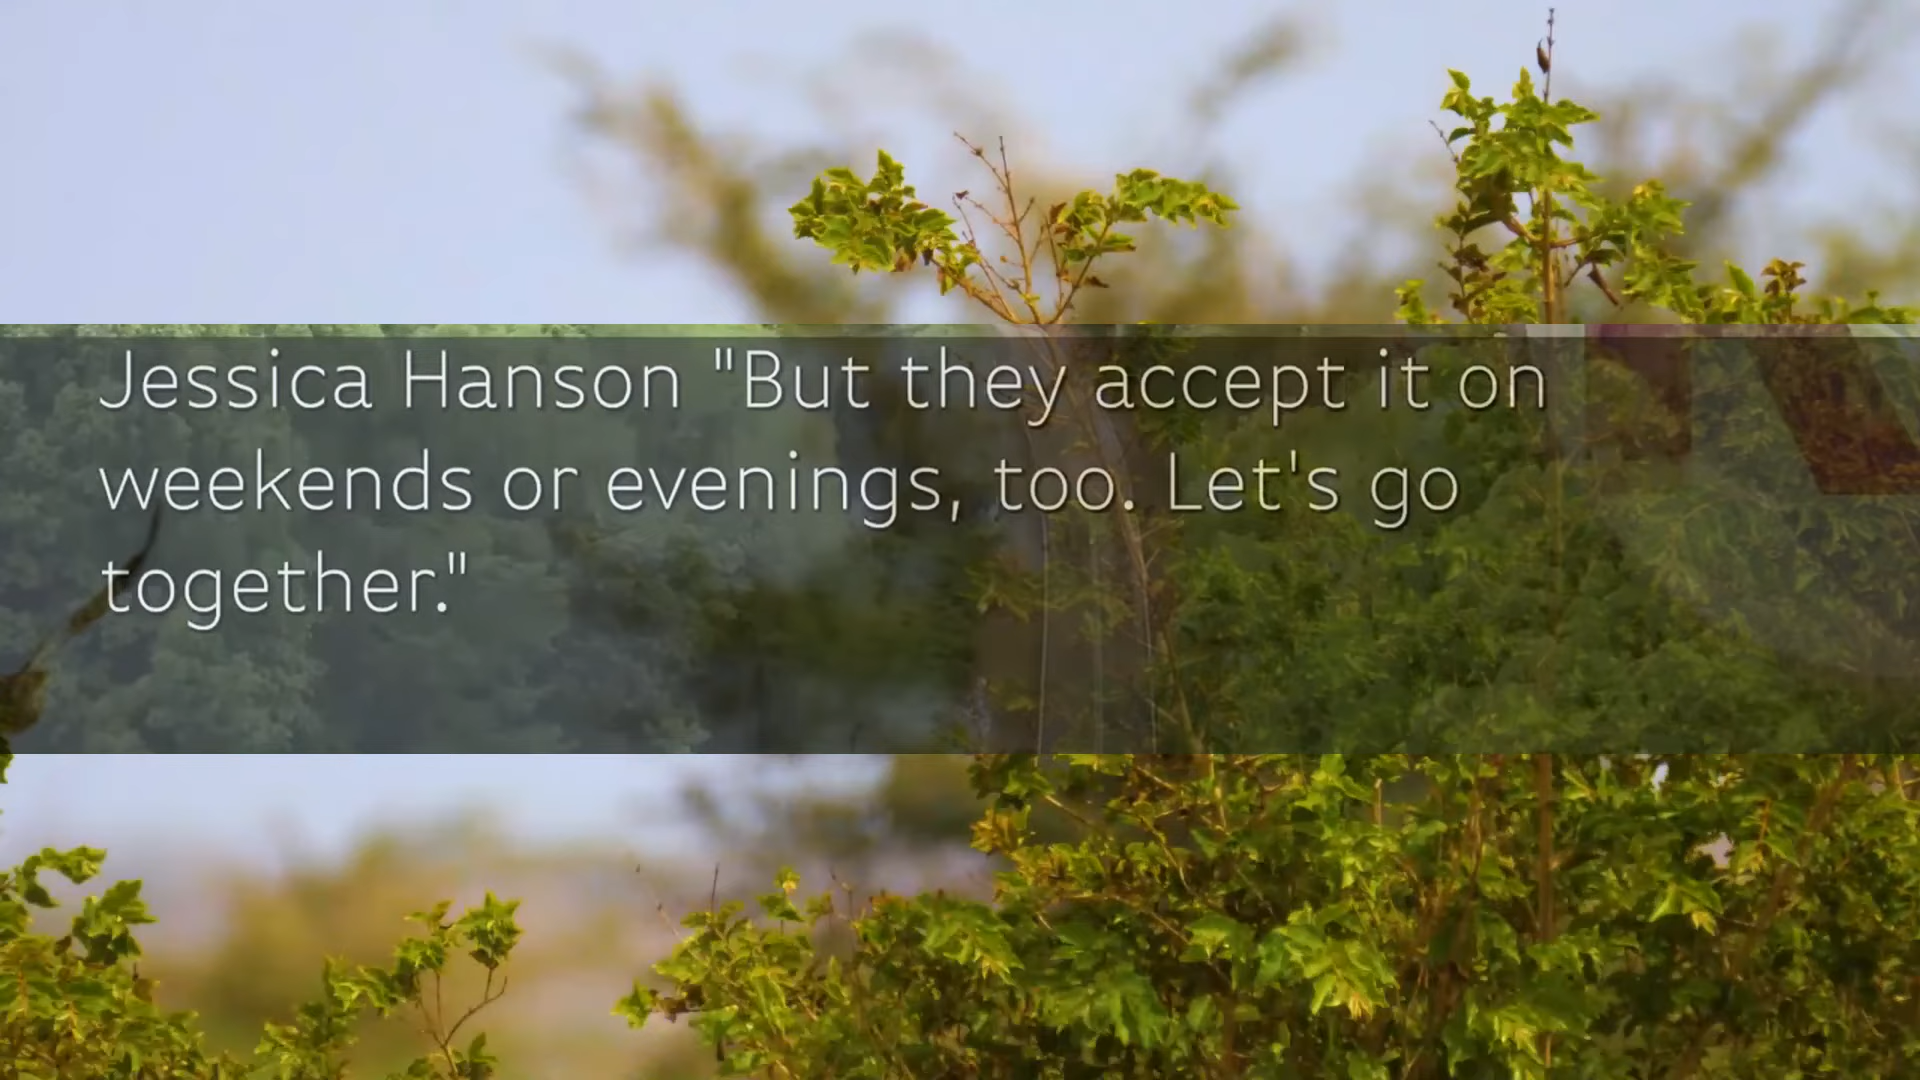 Jessica Hanson "But they accept it on
weekends or evenings, too. Let's go
together."